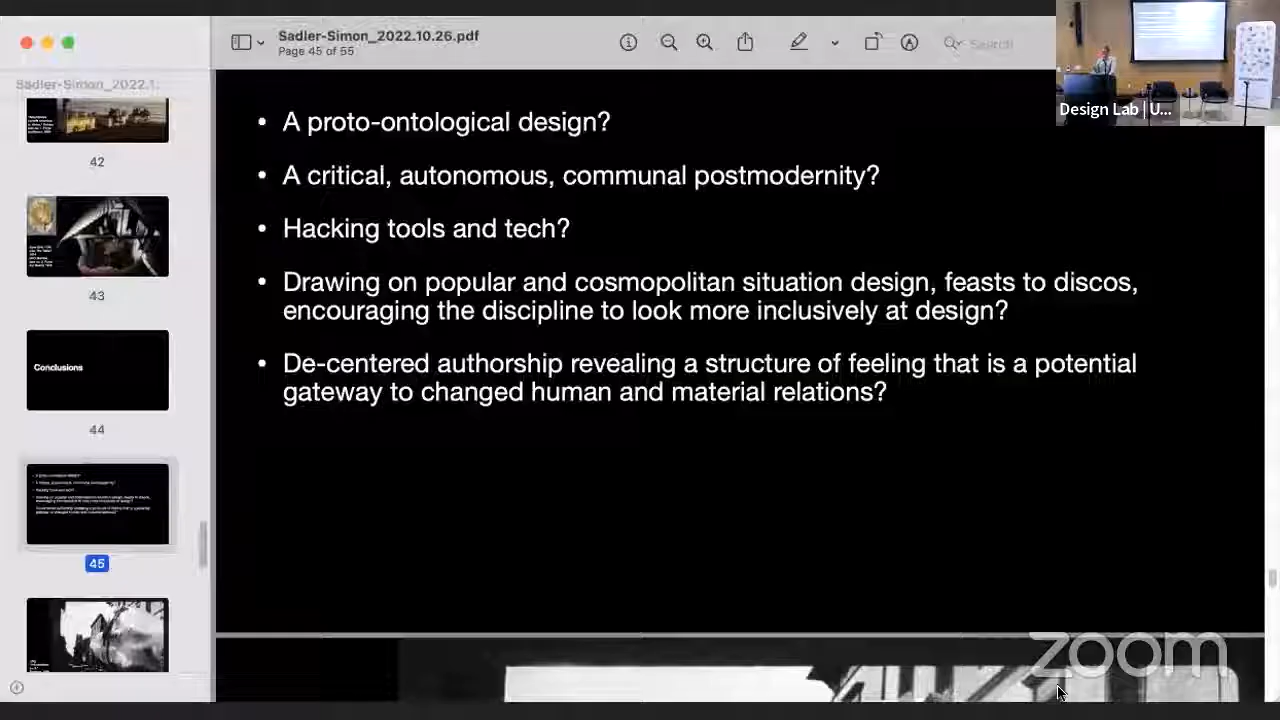 Sadler-Simon_2022.10.26.pdf
Page 45 of 55
Search
Design Lab | U...
Sadler-Simon_2022.1...
42
43
Conclusions
44
45
• A proto-ontological design?
• A critical, autonomous, communal postmodernity?
• Hacking tools and tech?
• Drawing on popular and cosmopolitan situation design, feasts to discos,
encouraging the discipline to look more inclusively at design?
• De-centered authorship revealing a structure of feeling that is a potential
gateway to changed human and material relations?
zoom